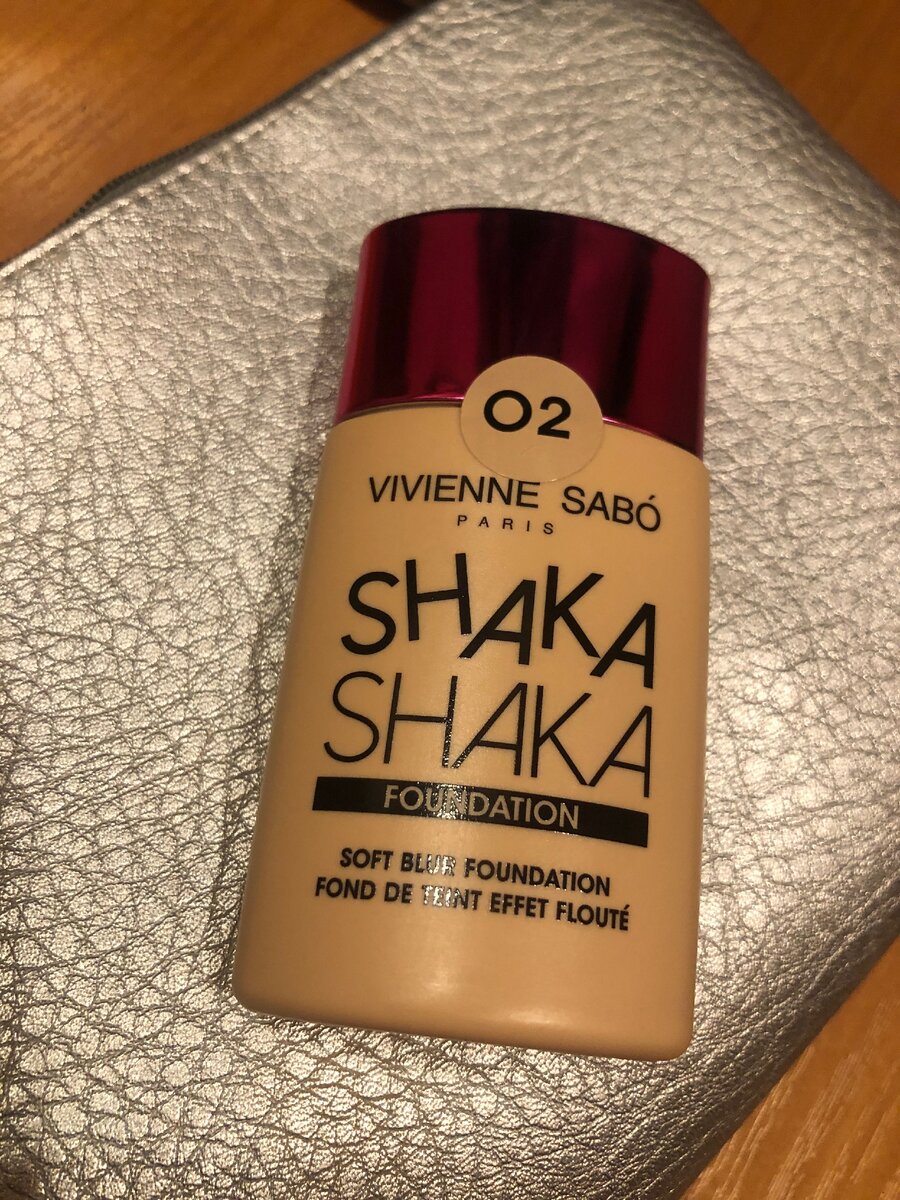 02
VIVIENNE SABÓ
PARIS
SHAKA
SHAKA
FOUNDATION
SOFT BLUR FOUNDATION
FOND DE TEINT EFFET FLOUTÉ